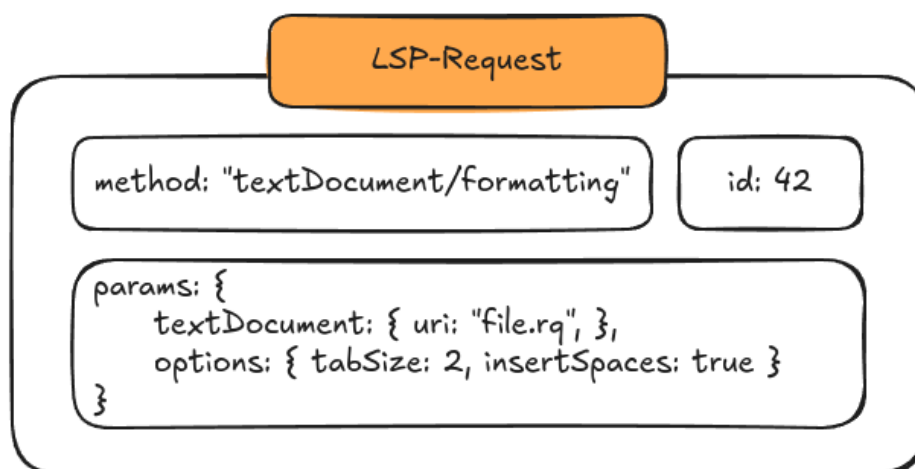 LSP-Request
method: "textDocument/formatting"
id: 42
params: {
textDocument: { uri: "file.rq", },
options: { tabSize: 2, insertSpaces: true }
}